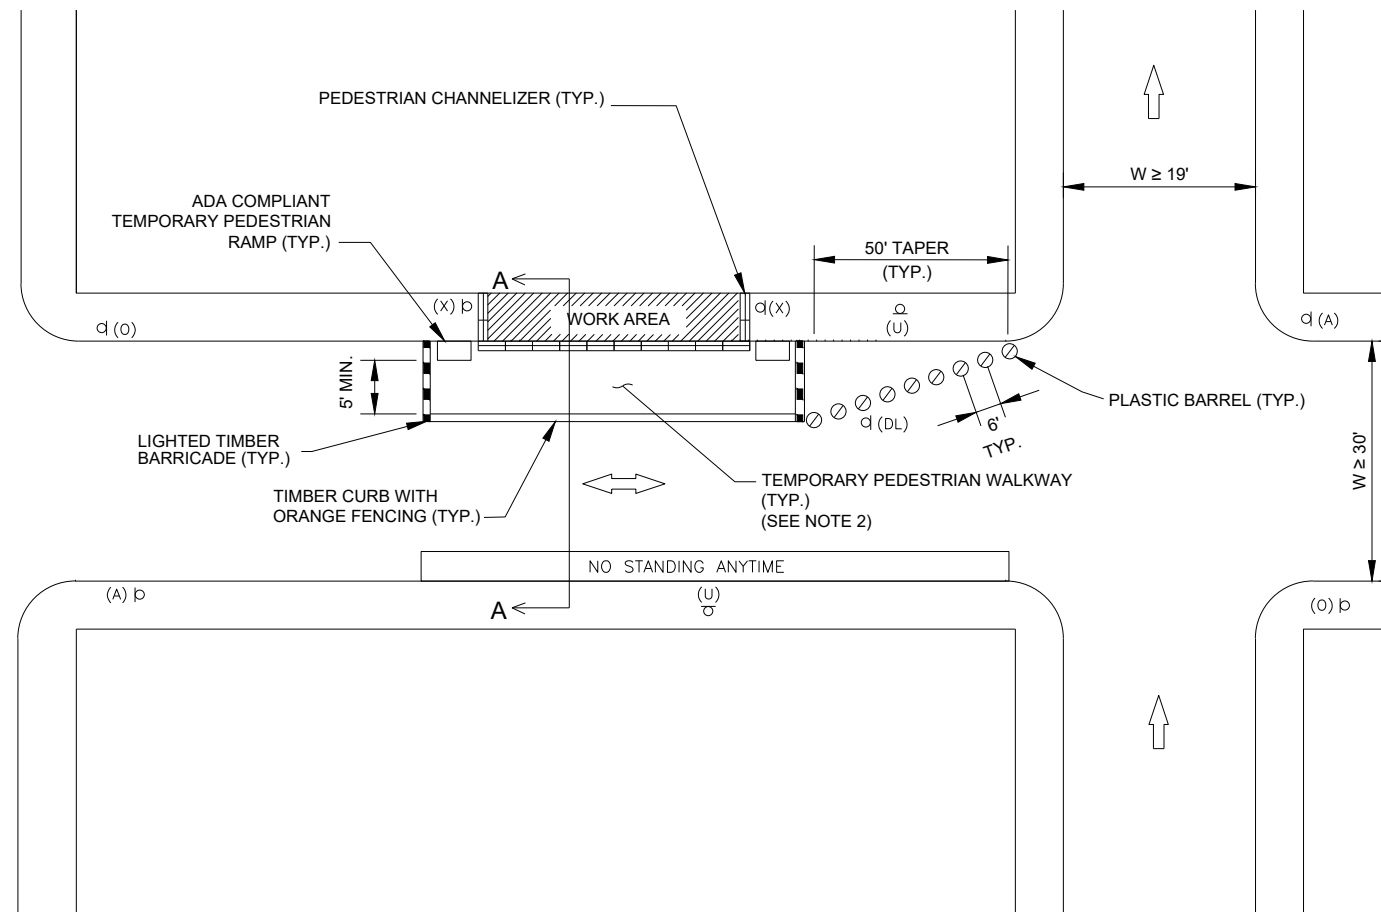 PEDESTRIAN CHANNELIZER (TYP.)
W ≥ 19'
ADA COMPLIANT
TEMPORARY PEDESTRIAN
RAMP (TYP.)
50' TAPER
(TYP.)
A
(X)
WORK AREA
(X)
(U)
(O)
(A)
5' MIN.
PLASTIC BARREL (TYP.)
(DL)
6'
TYP.
LIGHTED TIMBER
BARRICADE (TYP.)
W ≥ 30'
TEMPORARY PEDESTRIAN WALKWAY
(TYP.)
(SEE NOTE 2)
TIMBER CURB WITH
ORANGE FENCING (TYP.)
NO STANDING ANYTIME
(A)
(U)
A
(O)